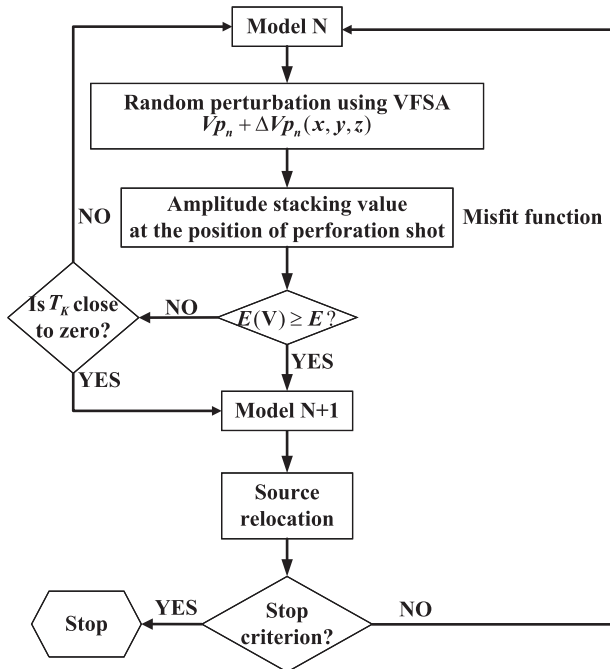 Model N
Random perturbation using VFSA
Vpₙ + ΔVpₙ(x, y, z)
Amplitude stacking value
at the position of perforation shot
Misfit function
NO
Is T_K close
to zero?
NO
E(V) ≥ E?
YES
YES
Model N+1
Source
relocation
Stop
YES
Stop
criterion?
NO